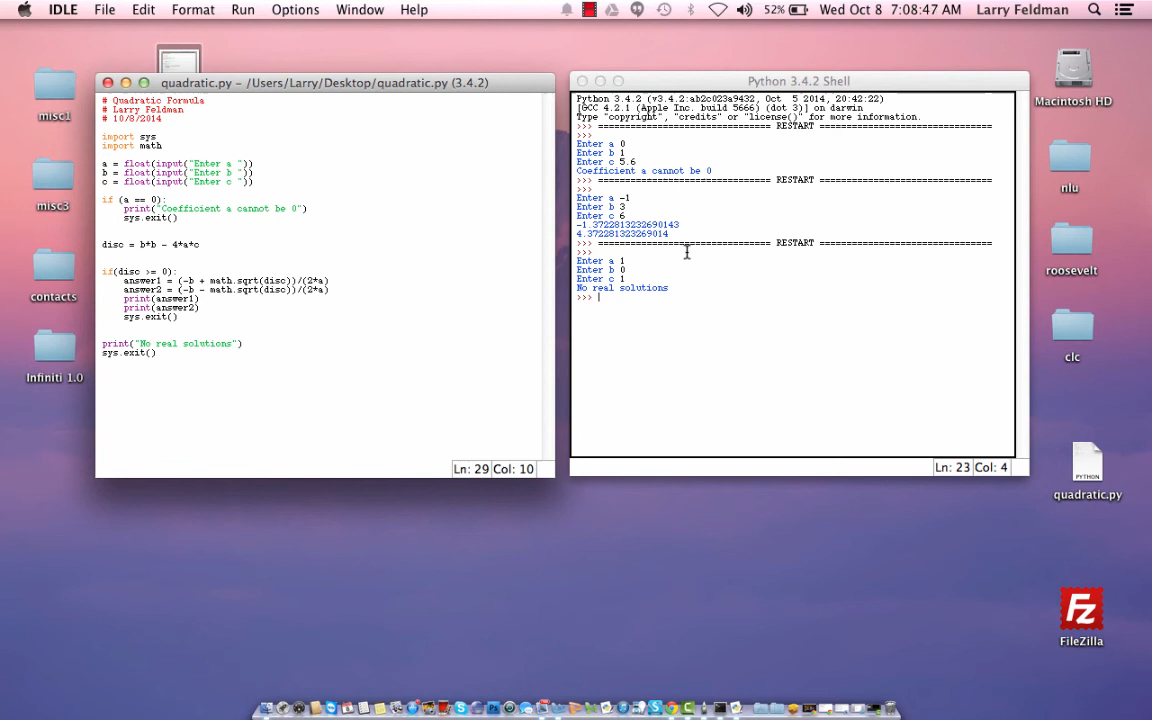 IDLE File Edit Format Run Options Window Help 52% Wed Oct 8 7:08:47 AM Larry Feldman
misc1
misc3
contacts
Infiniti 1.0
quadratic.py – /Users/Larry/Desktop/quadratic.py (3.4.2)
# Quadratic Formula
# Larry Feldman
# 10/8/2014
import sys
import math
a = float(input("Enter a "))
b = float(input("Enter b "))
c = float(input("Enter c "))
if (a == 0):
    print("Coefficient a cannot be 0")
    sys.exit()
disc = b*b - 4*a*c
if(disc >= 0):
    answer1 = (-b + math.sqrt(disc))/(2*a)
    answer2 = (-b - math.sqrt(disc))/(2*a)
    print(answer1)
    print(answer2)
    sys.exit()
print("No real solutions")
sys.exit()
Ln: 29 Col: 10
Python 3.4.2 Shell
Python 3.4.2 (v3.4.2:ab2c023a9432, Oct  5 2014, 20:42:22)
[GCC 4.2.1 (Apple Inc. build 5666) (dot 3)] on darwin
Type "copyright", "credits" or "license()" for more information.
>>> ================================ RESTART ================================
>>>
Enter a 0
Enter b 1
Enter c 5.6
Coefficient a cannot be 0
>>> ================================ RESTART ================================
>>>
Enter a -1
Enter b 3
Enter c 6
-1.3722813232690143
4.372281323269014
>>> ================================ RESTART ================================
>>>
Enter a 1
Enter b 0
Enter c 1
No real solutions
>>>
Ln: 23 Col: 4
Macintosh HD
nlu
roosevelt
clc
PYTHON
quadratic.py
Fz
FileZilla